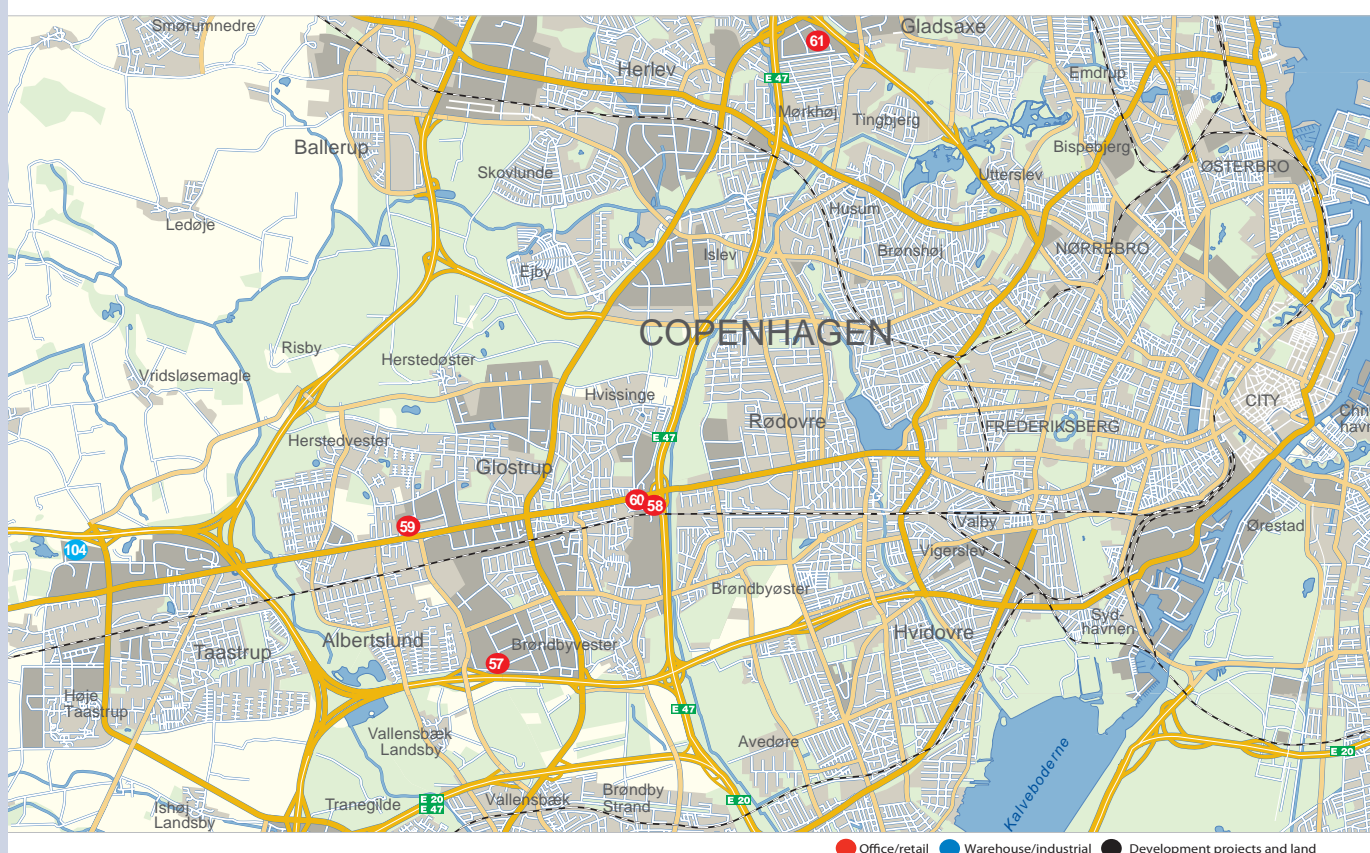 Smørumnedre
Gladsaxe
61
Herlev
E 47
Emdrup
Mørkhøj
Tingbjerg
Ballerup
Bispebjerg
Skovlunde
ØSTERBRO
Utterslev
Ledøje
Husum
Islev
Brønshøj
NØRREBRO
Ejby
COPENHAGEN
Risby
Herstedøster
Vridsløsemagle
Hvissinge
CITY
Chri
havn
Rødovre
FREDERIKSBERG
Herstedvester
E 47
Glostrup
60
58
59
Valby
Ørestad
104
Vigerslev
Brøndbyøster
Syd-
havnen
Albertslund
Brøndbyvester
Hvidovre
Taastrup
57
Høje
Taastrup
E 47
Vallensbæk
Landsby
Avedøre
E 20
Kalveboderne
Ishøj
Landsby
Tranegilde
E 20
E 47
Vallensbæk
Brøndby
Strand
E 20
Office/retail Warehouse/industrial Development projects and land